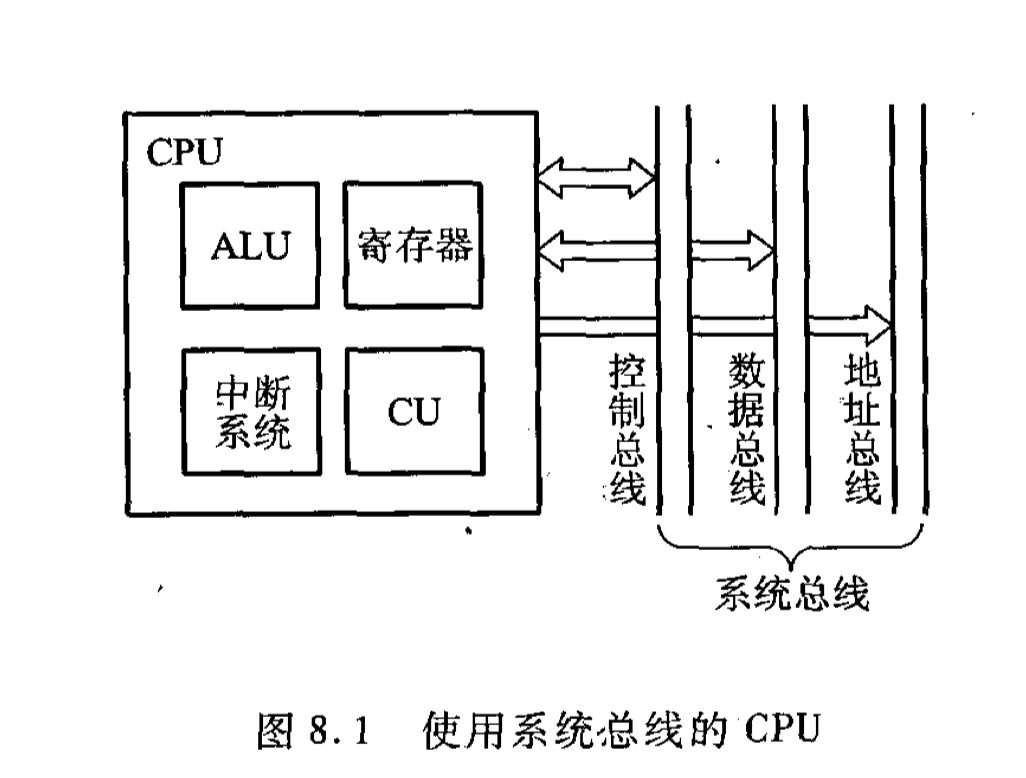 CPU
ALU
寄存器
中断
系统
CU
控制总线
数据总线
地址总线
系统总线
图 8.1 使用系统总线的 CPU